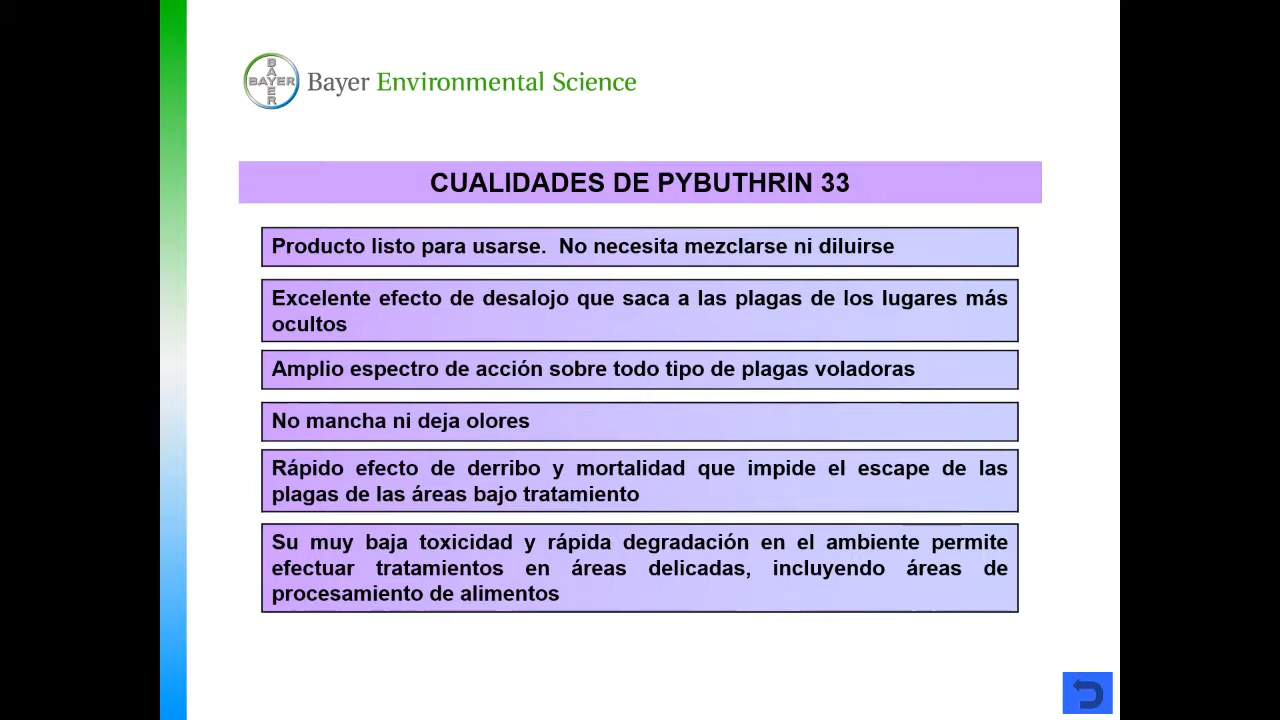 BAYER
BAYER
Bayer Environmental Science
CUALIDADES DE PYBUTHRIN 33
Producto listo para usarse. No necesita mezclarse ni diluirse
Excelente efecto de desalojo que saca a las plagas de los lugares más
ocultos
Amplio espectro de acción sobre todo tipo de plagas voladoras
No mancha ni deja olores
Rápido efecto de derribo y mortalidad que impide el escape de las
plagas de las áreas bajo tratamiento
Su muy baja toxicidad y rápida degradación en el ambiente permite
efectuar tratamientos en áreas delicadas, incluyendo áreas de
procesamiento de alimentos